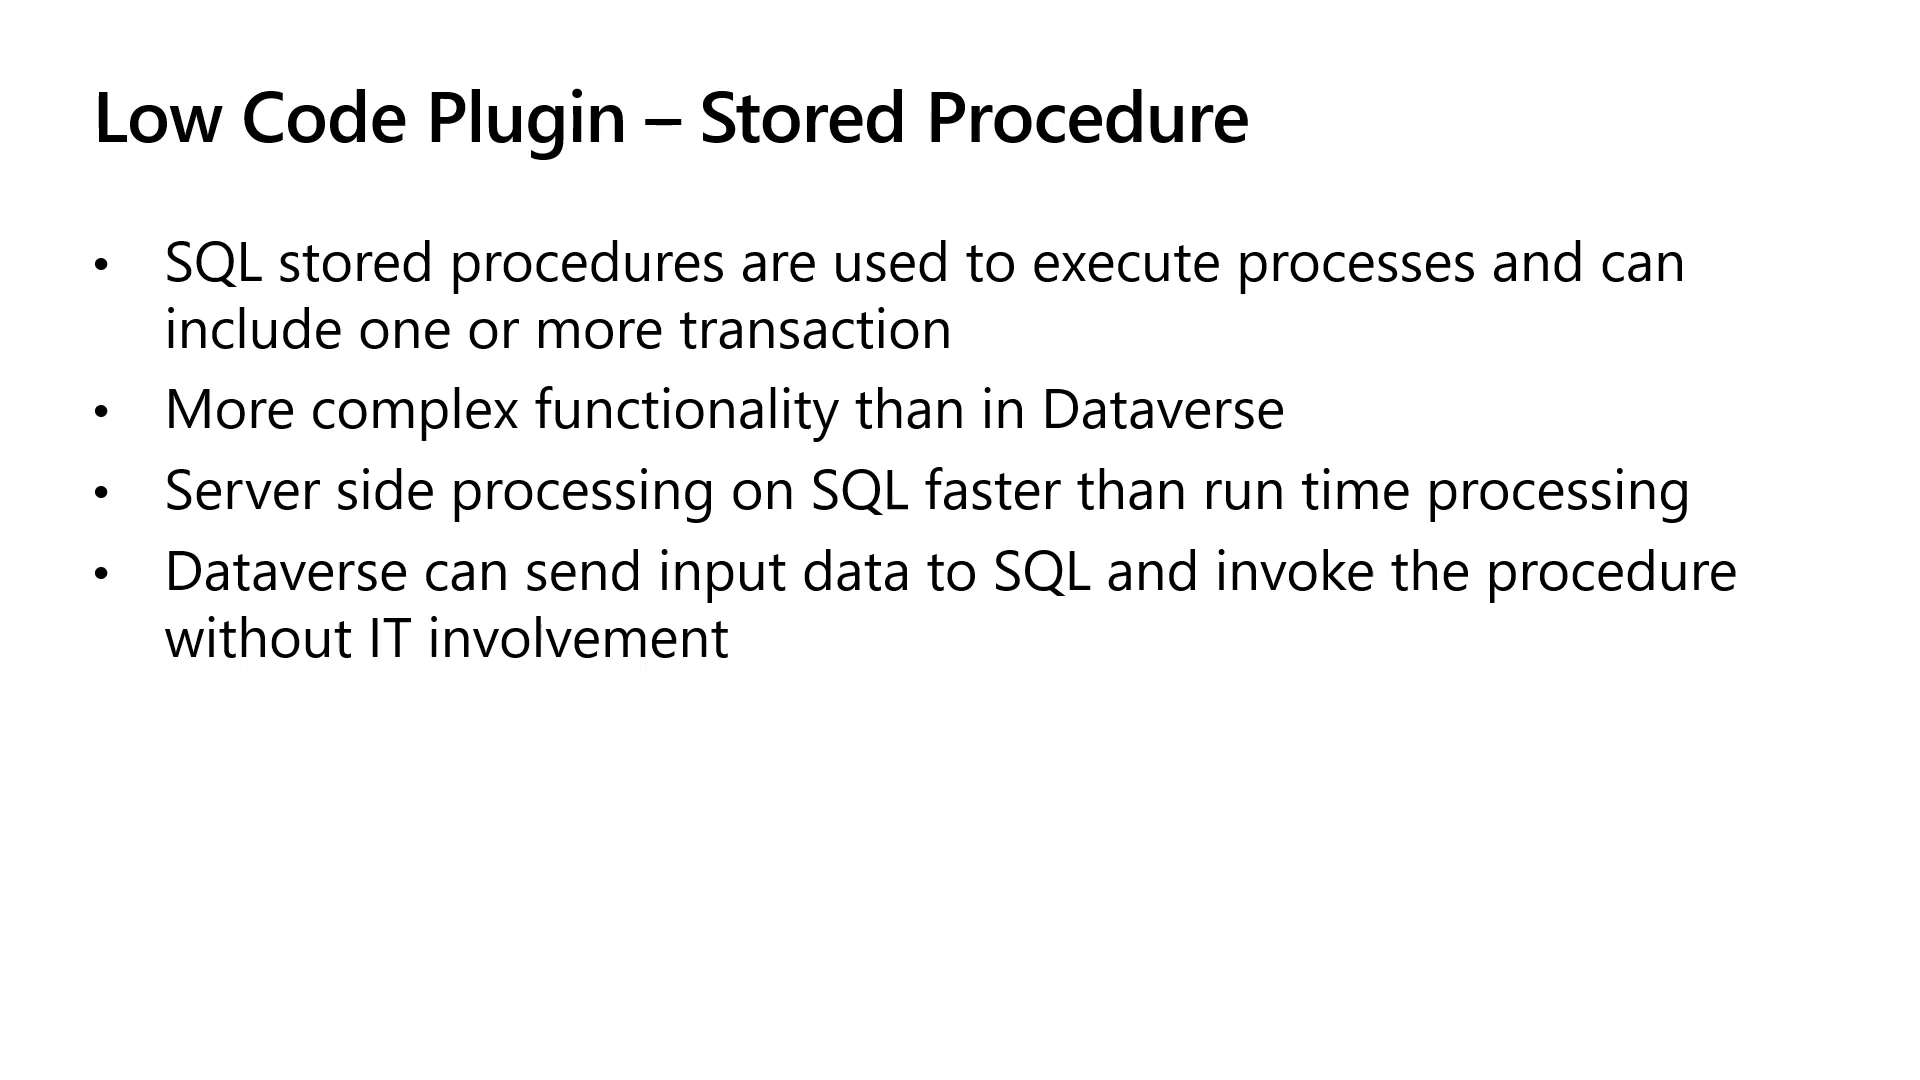 Low Code Plugin – Stored Procedure
• SQL stored procedures are used to execute processes and can
include one or more transaction
• More complex functionality than in Dataverse
• Server side processing on SQL faster than run time processing
• Dataverse can send input data to SQL and invoke the procedure
without IT involvement